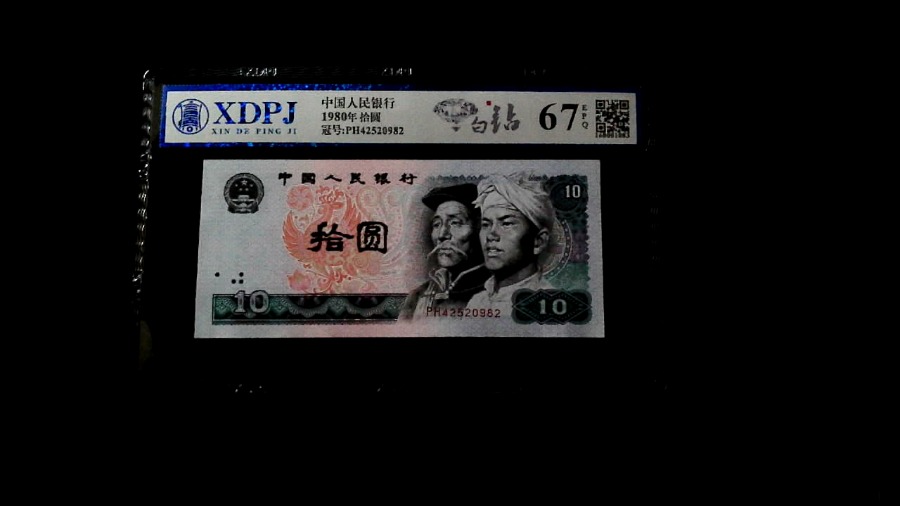 XDPJ
XIN DE PING JI
中国人民银行
1980年 拾圆
冠号:PH42520982
白钻
67
EPQ
中国人民银行
10
拾圆
10
PH42520982
10